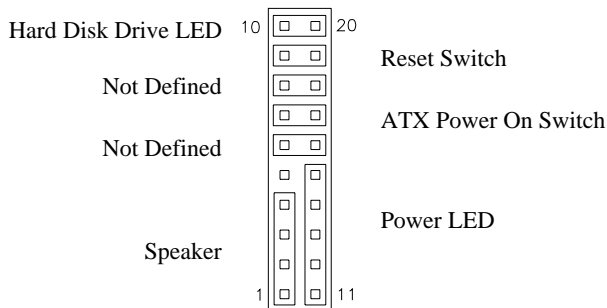 Hard Disk Drive LED
10
20
Reset Switch
Not Defined
ATX Power On Switch
Not Defined
Power LED
Speaker
1
11